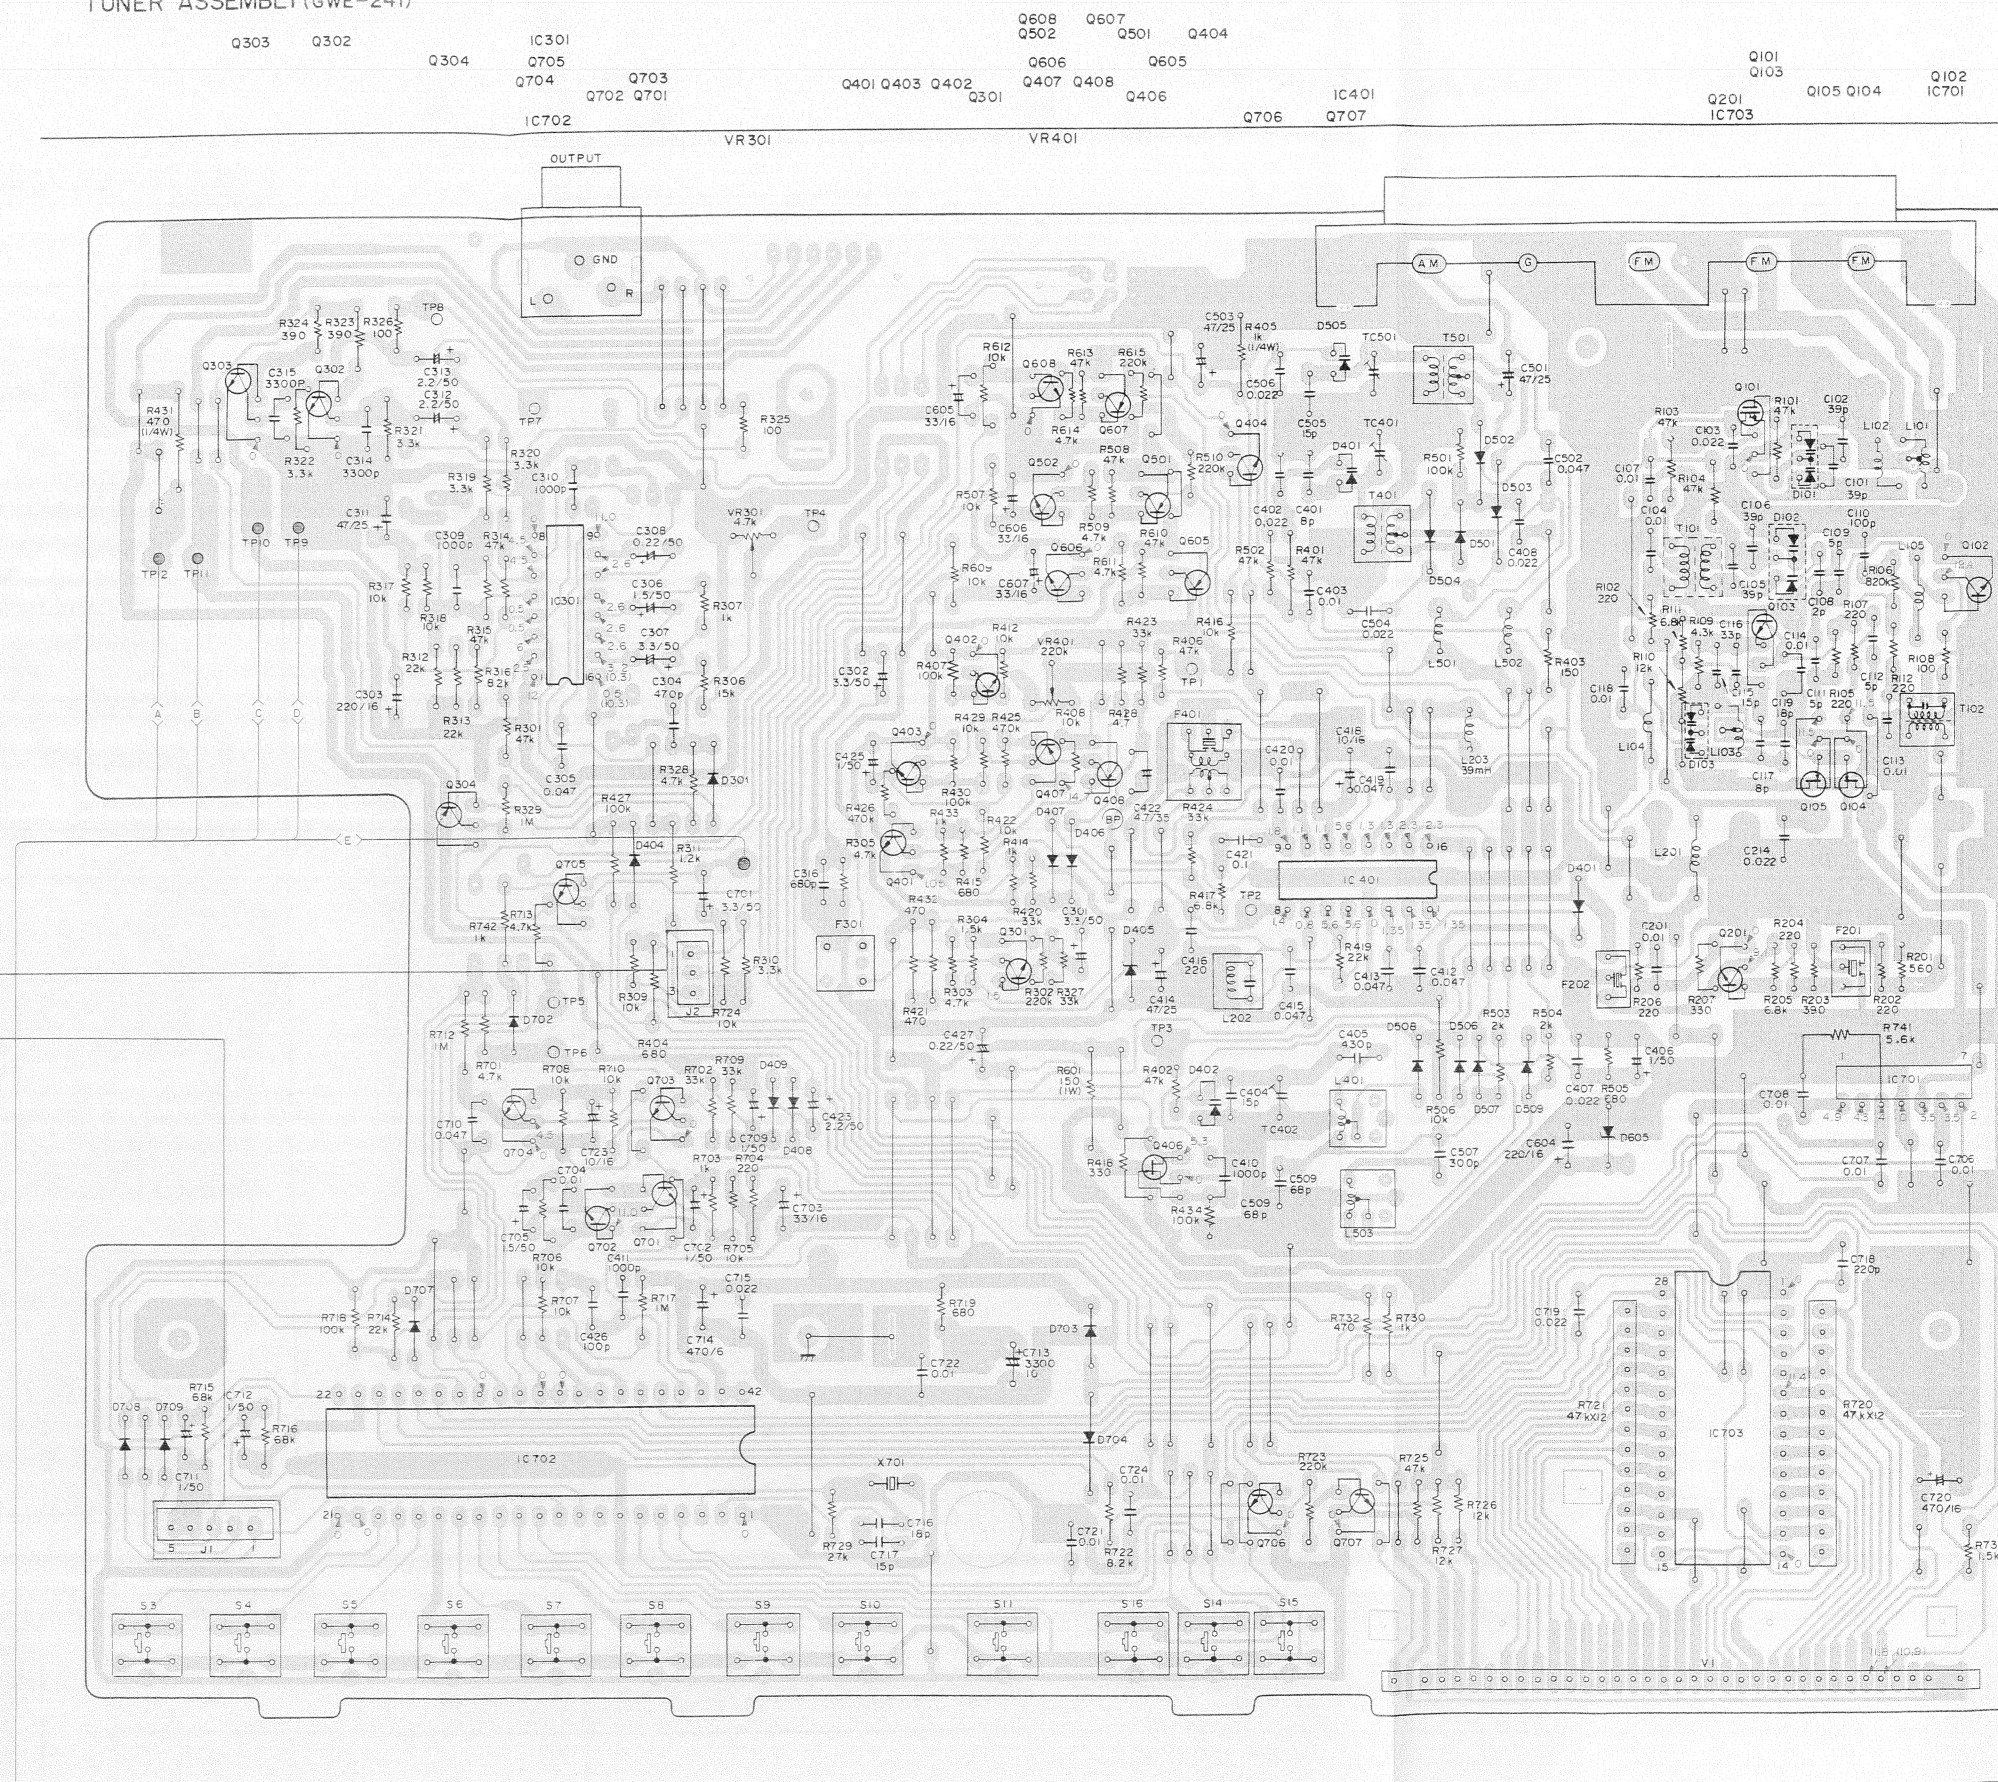 TUNER ASSEMBLY (GWE-241)
Q608 Q607
Q303 Q302 IC301 Q502 Q501 Q404
Q304 Q705 Q606 Q605 Q101
Q704 Q703 Q401 Q403 Q402 Q407 Q408 Q103 Q102
Q702 Q701 Q301 Q406 IC401 Q201 Q105 Q104 IC701
IC702 Q706 Q707 IC703
VR301 VR401
OUTPUT
GND
L R
AM G FM FM FM
TP8
R324 390 R323 390 R326 100
Q303 C315 3300P Q302 C313 2.2/50
C312 2.2/50
R431 470 (1/4W)
R321 3.3k
R322 3.3k C314 3300p
TP7 R325 100
R319 3.3k R320 3.3k C310 1000p
C311 47/25
VR301 4.7k TP4
R612 10k Q608 R613 47k R615 220k
C605 33/16 R614 4.7k Q607
C503 47/25 R405 1k (1/4W) D505 TC501 T501 C501 47/25
C506 0.022 C505 15p D401 TC401
Q404
R508 47k Q501 R510 220k
Q502 R507 10k
R501 100k D502 C502 0.047
D503
C606 33/16 R509 4.7k R610 47k
C402 0.022 C401 8p T401 D501 C408 0.022
D504
Q101 R101 47k C102 39p
R103 47k C103 0.022 L102 L101
C107 0.01 R104 47k D101 C101 39p
C104 0.01 T101 C106 39p D102 C109 5p C110 100p
L105 Q102
TP12 TP11 TP10 TP9
C309 1000p R314 47k
8 9
C308 0.22/50
R317 10k R318 10k
IC301
C306 1.5/50
R307 1k
C307 3.3/50
R315 47k
R312 22k R316 82k
1 16
C303 220/16
C304 470p R306 15k
R313 22k R301 47k
C305 0.047
A B C D
Q606 R611 4.7k Q605
R609 10k C607 33/16
R502 47k R401 47k C403 0.01
C504 0.022
L501 L502
R403 150
R102 220 R106 820k
C105 39p Q103 C108 2p R107 220
R111 6.8k R109 4.3k C116 33p C114 0.01
R110 12k R108 100
C118 0.01 C115 15p C119 18p C111 5p R105 220 C112 5p R112 220
T102
L104 D103 L103
C117 8p Q105 Q104 C113 0.01
Q402 R412 10k VR401 220k R423 33k R406 47k R416 10k
C302 3.3/50 R407 100k
TP1
R408 10k R428 4.7 F401
Q403 R429 10k R425 470k
C425 1/50
L203 39mH
C420 0.01 C418 10/16 C419 0.047
R430 100k Q407 Q408 C422 4.7/35 R424 33k
R426 470k R433 1k R422 10k D407 D406
BP
Q304 R329 1M
R427 100k R328 4.7k D301
E
D404 R311 1.2k
Q705
C701 3.3/50
C316 680p R305 4.7k
Q401 R415 680 R414 1k
C421 0.1
9 16
IC401
8 1
R417 6.8k TP2
L201 C214 0.022
D401
R742 1k R713 4.7k
R432 470 R304 1.5k R420 33k C301 3.3/50
F301 Q301
D405
C416 220 R419 22k
C201 0.01 Q201 R204 220 F201
R309 10k R310 3.3k
J2 R724 10k
TP5
R712 1M D702
TP6
R701 4.7k
R404 680
R303 4.7k R302 220k R327 33k
R421 470
C414 47/25 L202 C415 0.047 C413 0.047 C412 0.047
F202 R206 220 R207 330 R205 6.8k R203 390 R202 220 R201 560
C427 0.22/50
TP3
C405 430p D508 D506 R503 2k R504 2k
C406 1/50
R741 5.6k
1 7
IC701
R708 10k R710 10k Q703 R702 33k R709 33k D409
C423 2.2/50
R601 150 (1W) R402 47k D402 C404 15p TC402
L401
R506 10k D507 D509
C407 0.022 R505 680
C708 0.01
C710 0.047 Q704 C723 10/16
R703 1k C709 1/50 R704 220 D408
Q406 R418 330 C410 1000p
C509 68p C509 68p
C507 300p
C604 220/16 D605
C707 0.01 C706 0.01
C704 0.01
C705 1.5/50 Q702 Q701 C702 1/50 R705 10k
C703 33/16
R434 100k
L503
R706 10k C411 1000p
C715 0.022
R718 100k R714 22k D707
R707 10k R717 1M
C426 100p C714 470/6
R719 680
D703
C713 3300 10
C722 0.01
R732 470 R730 1k
C718 220p
C719 0.022
28 1
22 42
D708 D709 R715 68k C712 1/50
R716 68k
C711 1/50
IC702
21 1
5 J1 1
X701
D704
C724 0.01
R723 220k R725 47k
R726 12k
R721 47kX12
IC703
R720 47kX12
15 14
C720 470/16
C716 18p
C717 15p
R729 27k
C721 0.01 R722 8.2k
Q706 Q707 R727 12k
S3 S4 S5 S6 S7 S8 S9 S10 S11 S16 S14 S15
V1
11.8 (10.9)